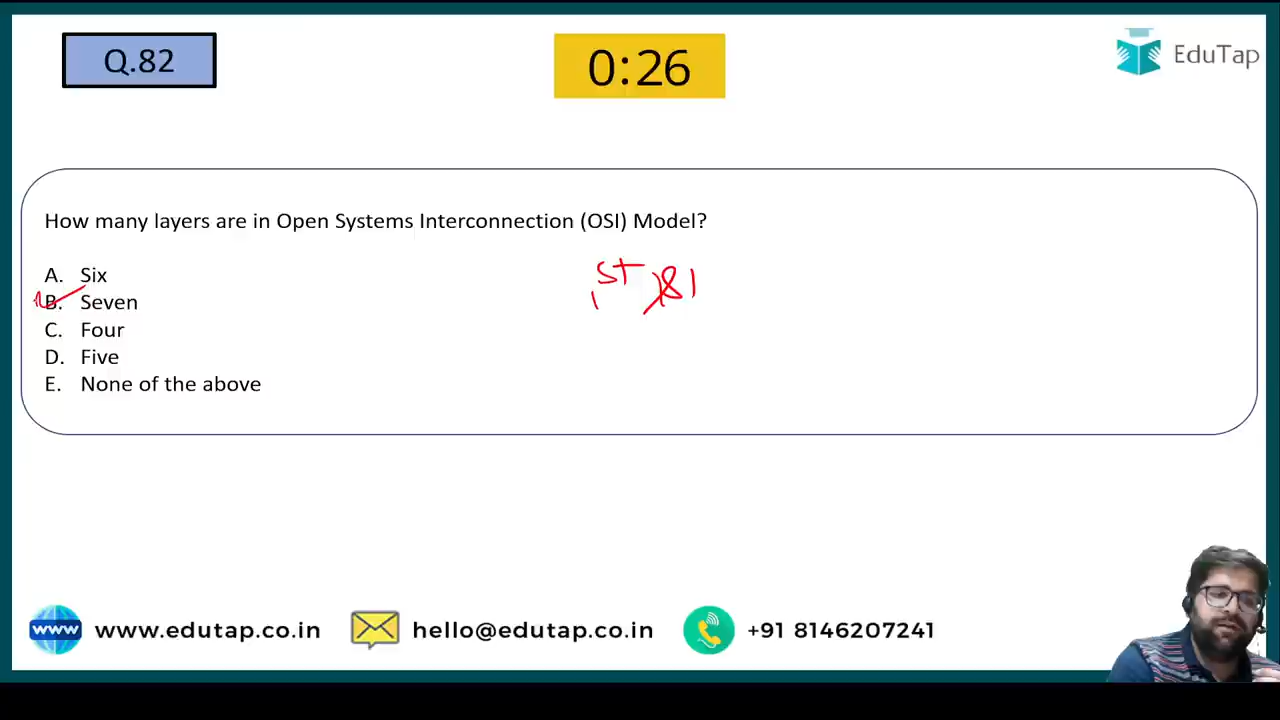 Q.82
0:26
EduTap
How many layers are in Open Systems Interconnection (OSI) Model?
A. Six
B. Seven
C. Four
D. Five
E. None of the above
www.edutap.co.in
hello@edutap.co.in
+91 8146207241